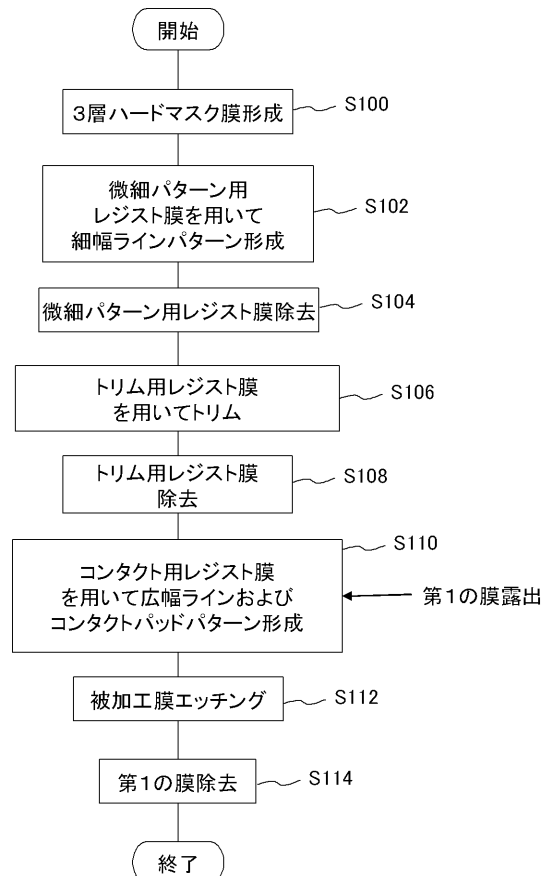 開始
3層ハードマスク膜形成
S100
微細パターン用
レジスト膜を用いて
細幅ラインパターン形成
S102
微細パターン用レジスト膜除去
S104
トリム用レジスト膜
を用いてトリム
S106
トリム用レジスト膜
除去
S108
コンタクト用レジスト膜
を用いて広幅ラインおよび
コンタクトパッドパターン形成
S110
第1の膜露出
被加工膜エッチング
S112
第1の膜除去
S114
終了